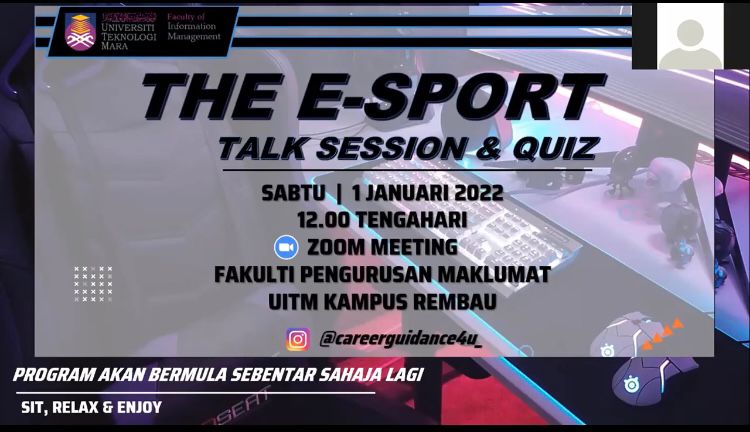 UNIVERSITI
TEKNOLOGI
MARA
Faculty of
Information
Management
THE E-SPORT
TALK SESSION & QUIZ
SABTU | 1 JANUARI 2022
12.00 TENGAHARI
ZOOM MEETING
FAKULTI PENGURUSAN MAKLUMAT
UITM KAMPUS REMBAU
@careerguidance4u_
PROGRAM AKAN BERMULA SEBENTAR SAHAJA LAGI
SIT, RELAX & ENJOY